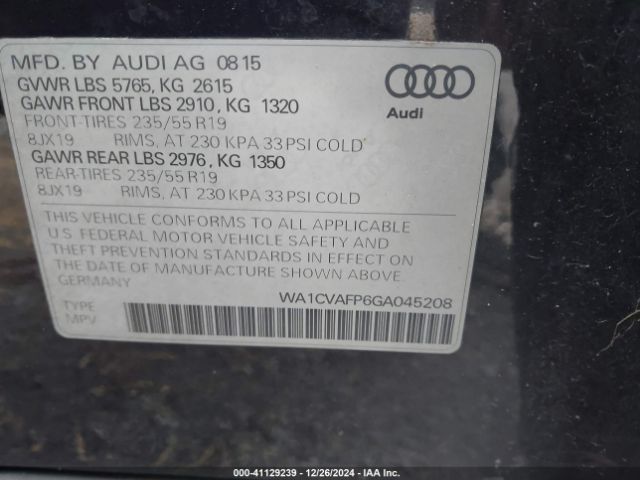 MFD. BY AUDI AG 08 15
GVWR LBS 5765, KG 2615
GAWR FRONT LBS 2910, KG 1320
FRONT-TIRES 235/55 R19
8JX19 RIMS, AT 230 KPA 33 PSI COLD
GAWR REAR LBS 2976, KG 1350
REAR-TIRES 235/55 R19
8JX19 RIMS, AT 230 KPA 33 PSI COLD
Audi
THIS VEHICLE CONFORMS TO ALL APPLICABLE
U.S. FEDERAL MOTOR VEHICLE SAFETY AND
THEFT PREVENTION STANDARDS IN EFFECT ON
THE DATE OF MANUFACTURE SHOWN ABOVE.
GERMANY
WA1CVAFP6GA045208
TYPE
MPV
000-41129239 - 12/26/2024 - IAA Inc.